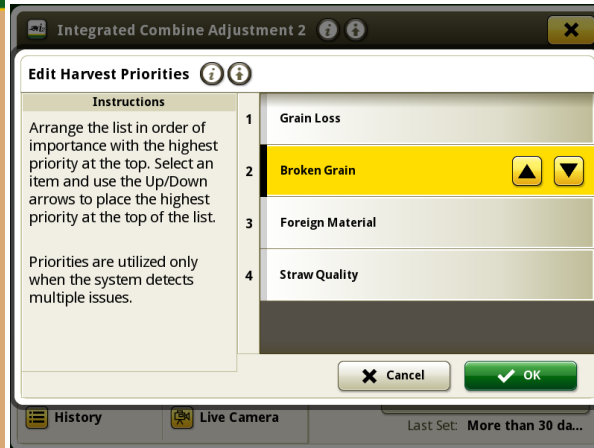 Integrated Combine Adjustment 2
Edit Harvest Priorities
Instructions
Arrange the list in order of
importance with the highest
priority at the top. Select an
item and use the Up/Down
arrows to place the highest
priority at the top of the list.
Priorities are utilized only
when the system detects
multiple issues.
1 Grain Loss
2 Broken Grain
3 Foreign Material
4 Straw Quality
Cancel
OK
History
Live Camera
Last Set: More than 30 da...